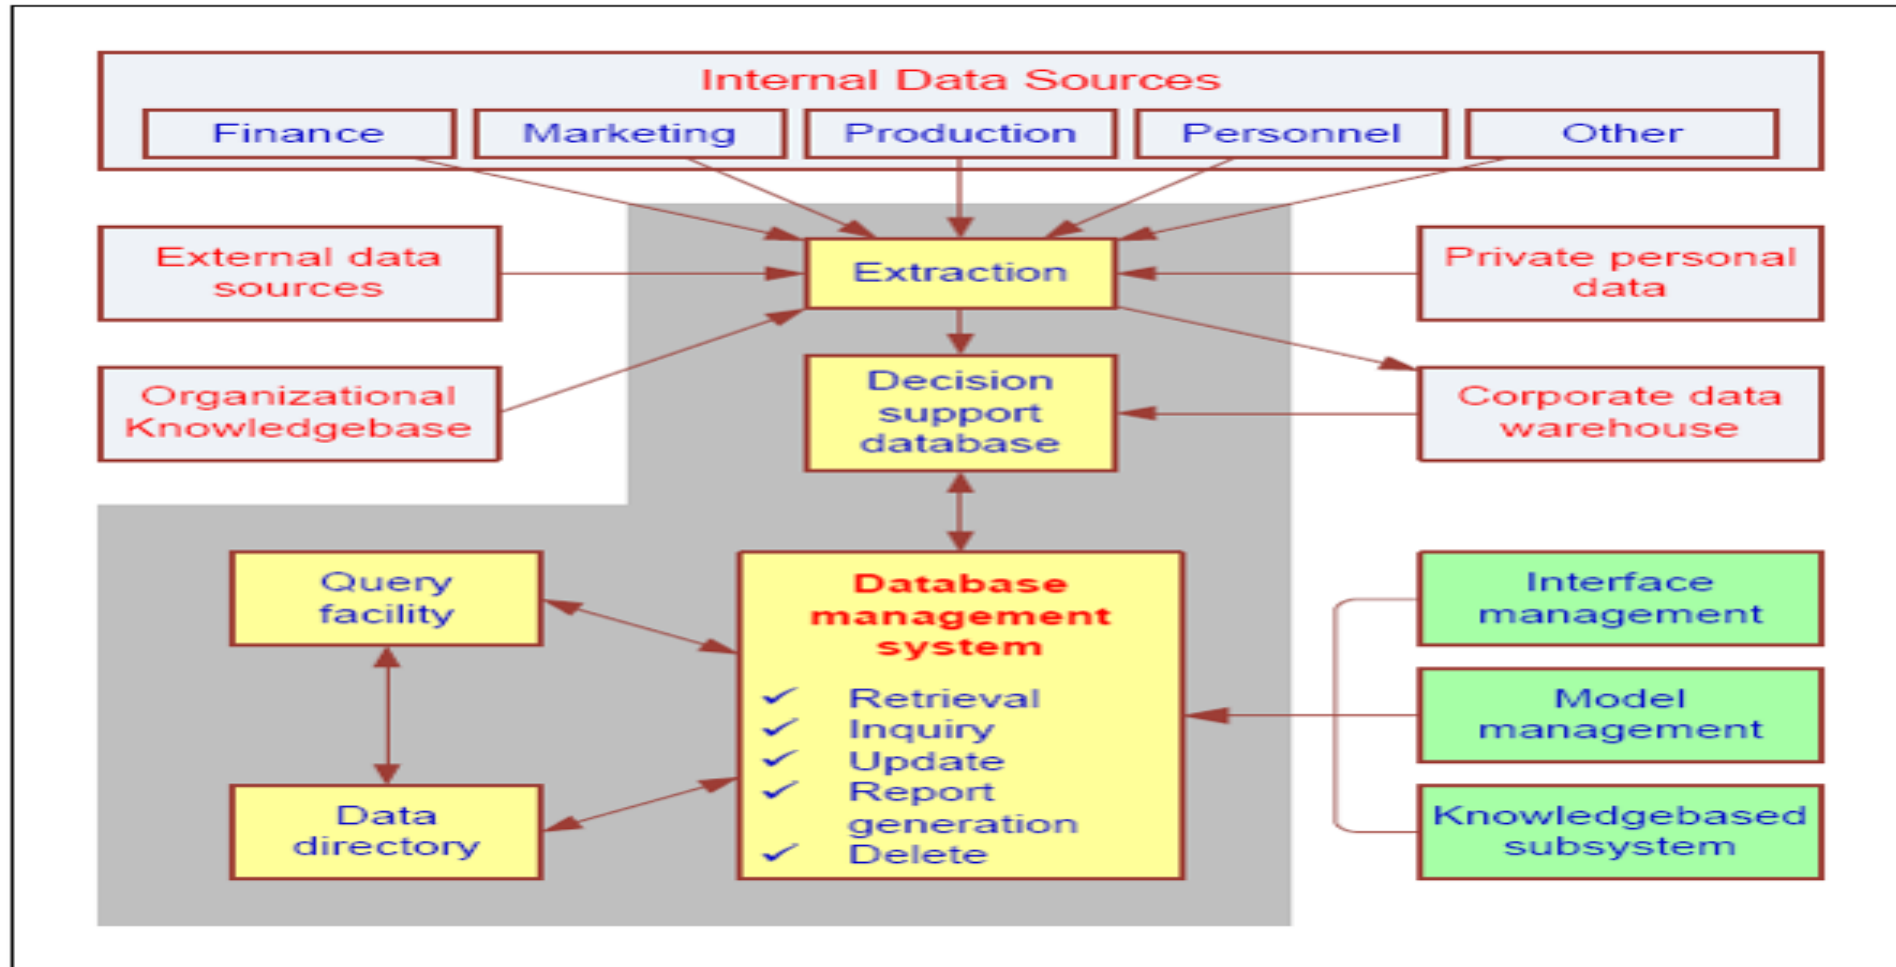 Internal Data Sources
Finance
Marketing
Production
Personnel
Other
External data
sources
Extraction
Private personal
data
Organizational
Knowledgebase
Decision
support
database
Corporate data
warehouse
Query
facility
Database
management
system
✓ Retrieval
✓ Inquiry
✓ Update
✓ Report
generation
✓ Delete
Interface
management
Model
management
Data
directory
Knowledgebased
subsystem